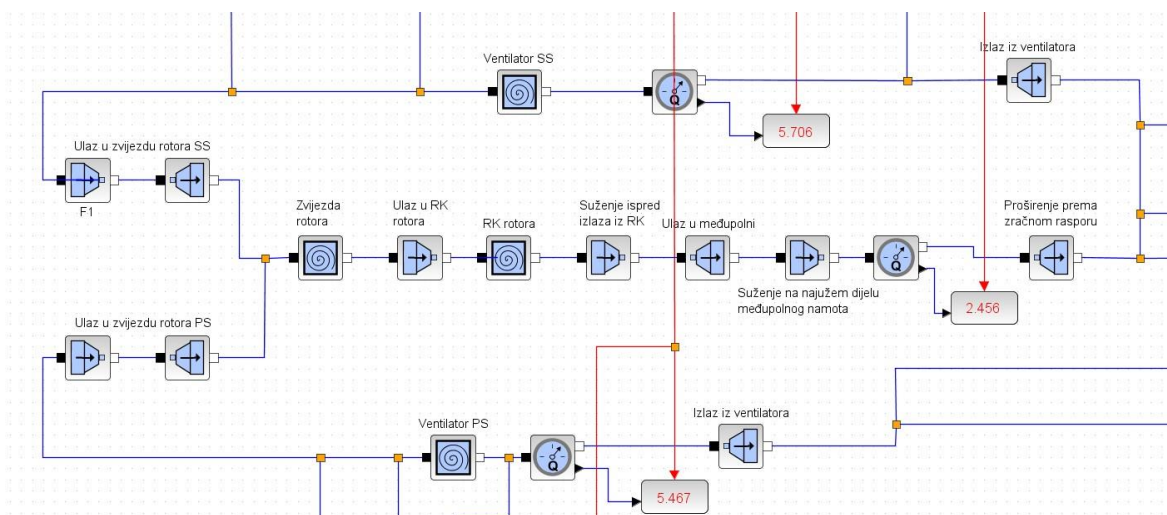 Ventilator SS
Izlaz iz ventilatora
Q
5.706
Ulaz u zvijezdu rotora SS
F1
Zvijezda
rotora
Ulaz u RK
rotora
RK rotora
Suženje ispred
izlaza iz RK
Ulaz u međupolni
Suženje na najužem dijelu
međupolnog namota
Q
2.456
Proširenje prema
zračnom rasporu
Ulaz u zvijezdu rotora PS
Ventilator PS
Q
5.467
Izlaz iz ventilatora